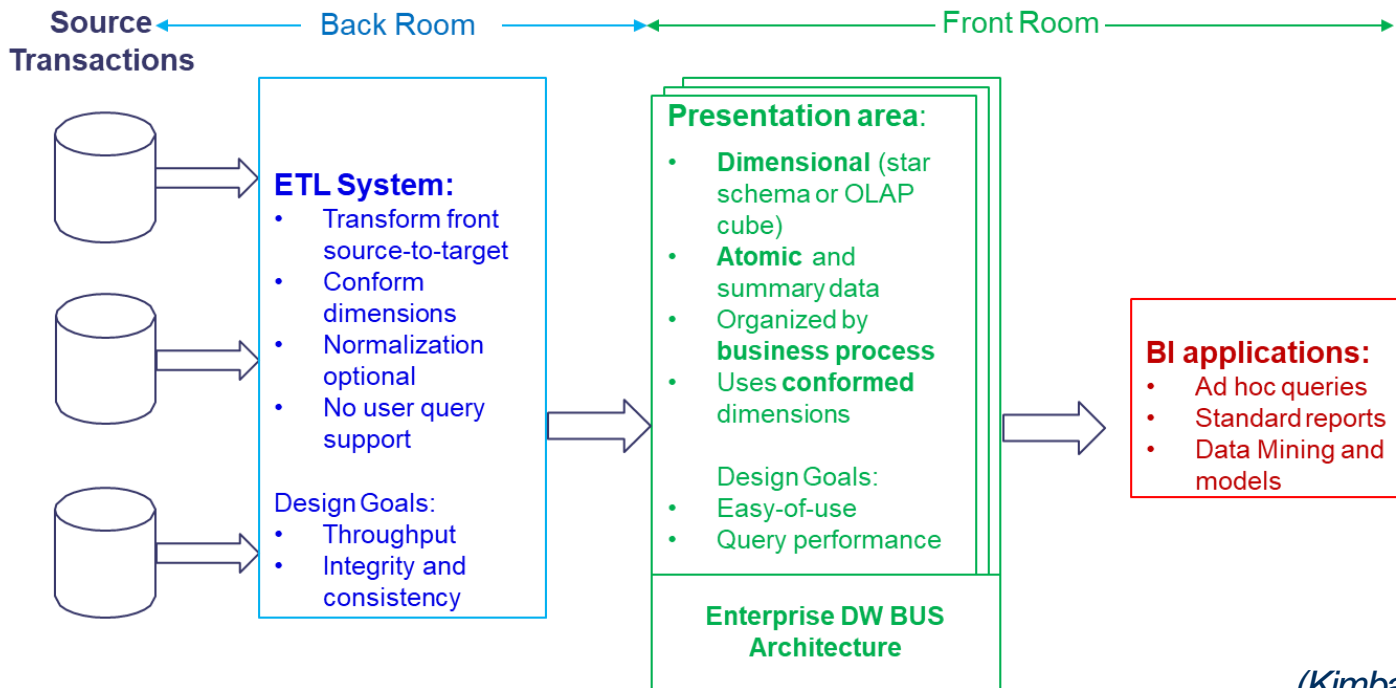 Source
Transactions
Back Room
Front Room
ETL System:
• Transform front
source-to-target
• Conform
dimensions
• Normalization
optional
• No user query
support
Design Goals:
• Throughput
• Integrity and
consistency
Presentation area:
• Dimensional (star
schema or OLAP
cube)
• Atomic and
summary data
• Organized by
business process
• Uses conformed
dimensions
Design Goals:
• Easy-of-use
• Query performance
Enterprise DW BUS
Architecture
BI applications:
• Ad hoc queries
• Standard reports
• Data Mining and
models